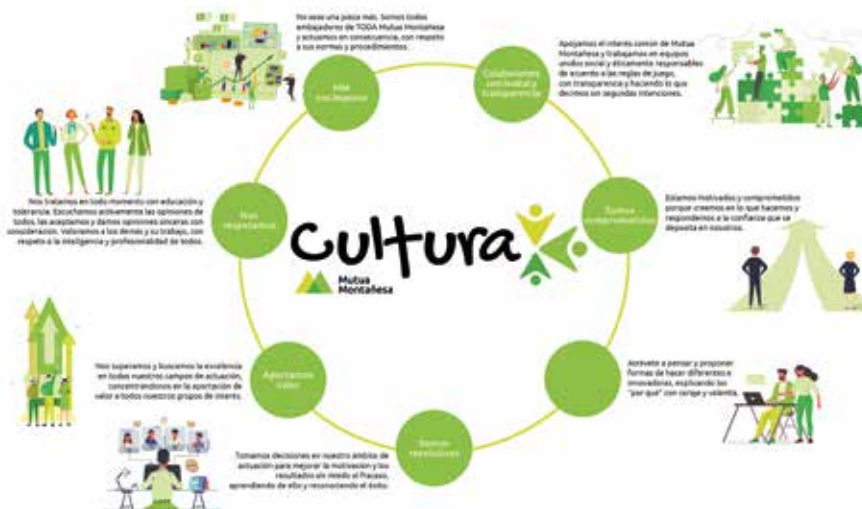 No seas una pieza más. Somos todos
embajadores de TODA Mutua Montañesa
y actuamos en consecuencia, con respeto
a sus normas y procedimientos.
Apoyamos el interés común de Mutua
Montañesa y trabajamos en equipos
unidos social y éticamente responsables
de acuerdo a las reglas de juego,
con transparencia y haciendo lo que
decimos sin segundas intenciones.
Colaboramos
con lealtad y
transparencia
Nos tratamos en todo momento con educación y
tolerancia. Escuchamos activamente las opiniones de
todos, las aceptamos y damos opiniones sinceras con
consideración. Valoramos a los demás y su trabajo, con
respeto a la inteligencia y profesionalidad de todos.
Nos
respetamos
Somos
comprometidos
Estamos motivados y comprometidos
porque creemos en lo que hacemos y
respondemos a la confianza que se
deposita en nosotros.
Cultura
Mutua
Montañesa
Nos superamos y buscamos la excelencia
en todos nuestros campos de actuación,
concentrándonos en la aportación de
valor a todos nuestros grupos de interés.
Aportamos
valor
Atrévete a pensar y proponer
formas de hacer diferentes e
innovadoras, explicando los
"por qué" con coraje y valentía.
Somos
resolutivos
Tomamos decisiones en nuestro ámbito de
actuación para mejorar la motivación y los
resultados sin miedo al fracaso,
aprendiendo de ello y reconociendo el éxito.